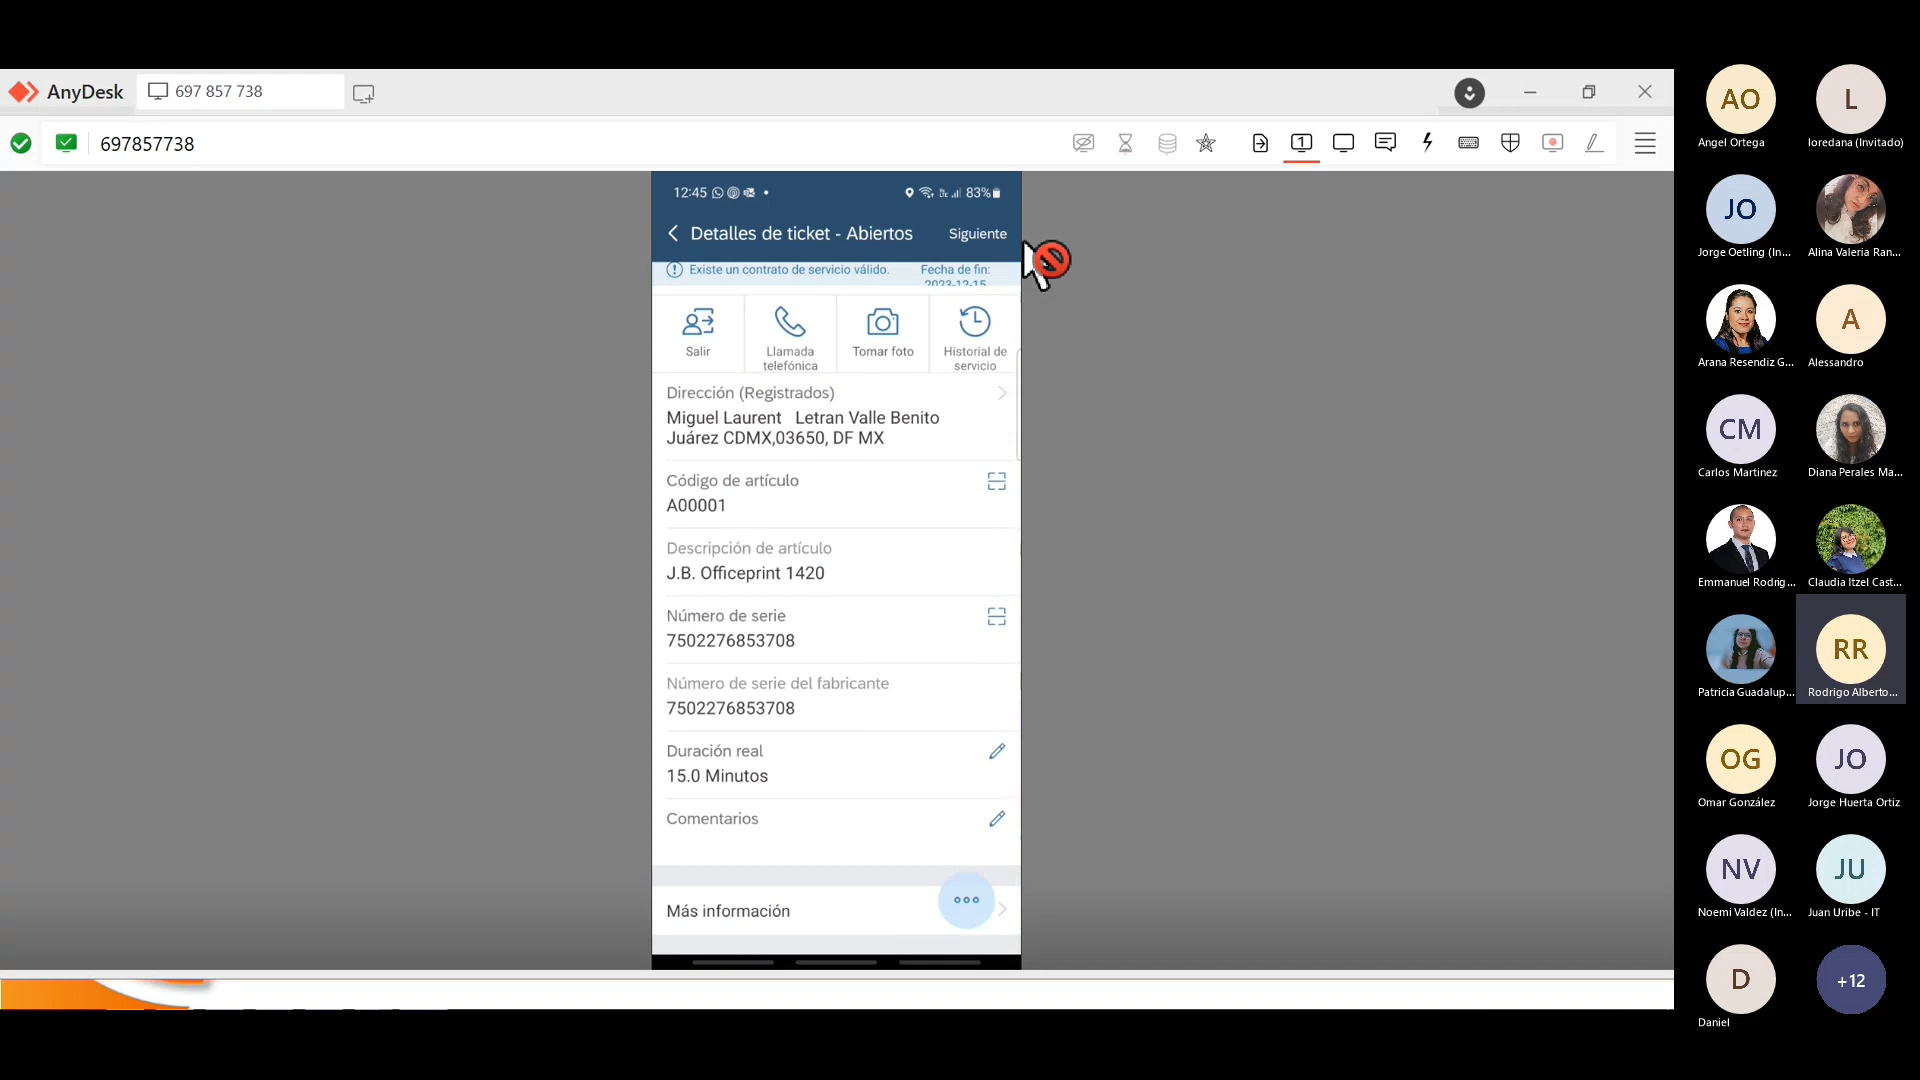 AnyDesk
697 857 738
697857738
1
12:45
83%
Detalles de ticket - Abiertos
Siguiente
Existe un contrato de servicio válido.
Fecha de fin:
2023-12-15
Salir
Llamada
telefónica
Tomar foto
Historial de
servicio
Dirección (Registrados)
Miguel Laurent Letran Valle Benito
Juárez CDMX,03650, DF MX
Código de artículo
A00001
Descripción de artículo
J.B. Officeprint 1420
Número de serie
7502276853708
Número de serie del fabricante
7502276853708
Duración real
15.0 Minutos
Comentarios
Más información
AO
Angel Ortega
L
loredana (Invitado)
JO
Jorge Oetling (In...
Alina Valeria Ran...
Arana Resendiz G...
A
Alessandro
CM
Carlos Martinez
Diana Perales Ma...
Emmanuel Rodrig...
Claudia Itzel Cast...
Patricia Guadalup...
RR
Rodrigo Alberto...
OG
Omar González
JO
Jorge Huerta Ortiz
NV
Noemi Valdez (In...
JU
Juan Uribe - IT
D
Daniel
+12